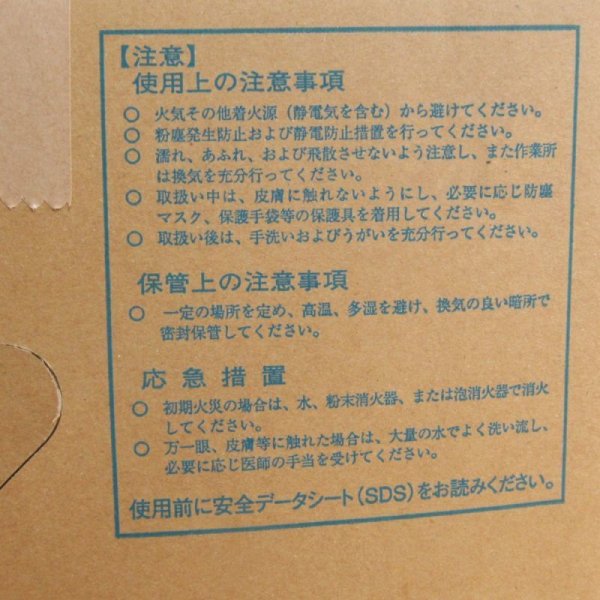 【注意】
使用上の注意事項
○ 火気その他着火源（静電気を含む）から避けてください。
○ 粉塵発生防止および静電防止措置を行ってください。
○ 濡れ、あふれ、および飛散させないよう注意し、また作業所
は換気を充分行ってください。
○ 取扱い中は、皮膚に触れないようにし、必要に応じ防塵
マスク、保護手袋等の保護具を着用してください。
○ 取扱い後は、手洗いおよびうがいを充分行ってください。
保管上の注意事項
○ 一定の場所を定め、高温、多湿を避け、換気の良い暗所で
密封保管してください。
応急措置
○ 初期火災の場合は、水、粉末消火器、または泡消火器で消火
してください。
○ 万一眼、皮膚等に触れた場合は、大量の水でよく洗い流し、
必要に応じ医師の手当を受けてください。
使用前に安全データシート（SDS）をお読みください。